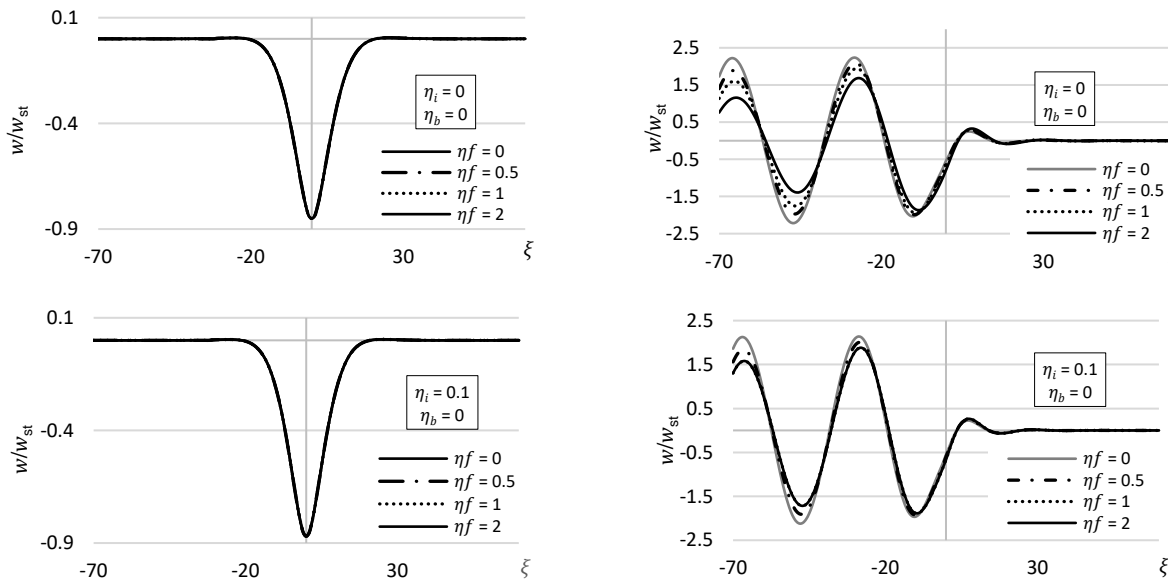 0.1
-0.4
-0.9
w/wst
ηi = 0
ηb = 0
ηf = 0
ηf = 0.5
ηf = 1
ηf = 2
-70
-20
30
ξ
2.5
1.5
0.5
-0.5
-1.5
-2.5
w/wst
ηi = 0
ηb = 0
ηf = 0
ηf = 0.5
ηf = 1
ηf = 2
-70
-20
30
0.1
-0.4
-0.9
w/wst
ηi = 0.1
ηb = 0
ηf = 0
ηf = 0.5
ηf = 1
ηf = 2
-70
-20
30
ξ
2.5
1.5
0.5
-0.5
-1.5
-2.5
w/wst
ηi = 0.1
ηb = 0
ηf = 0
ηf = 0.5
ηf = 1
ηf = 2
-70
-20
30
ξ